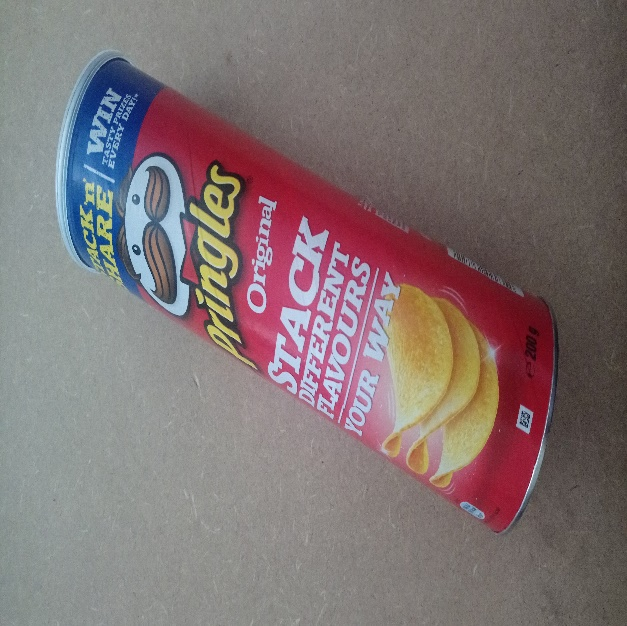 STACK n'
SHARE
WIN
TASTY PRIZES
EVERY DAY!*
Pringles
Original
STACK
DIFFERENT
FLAVOURS
YOUR WAY
℮ 200 g